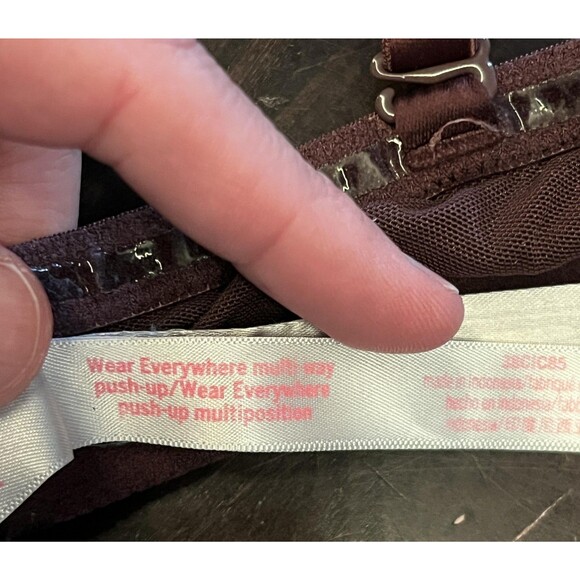 Wear Everywhere multi way
push-up/Wear Everywhere
push-up multiposition
38C/C85
made in indonesia/fabriqué
hecho en indonesia/
indonesia/